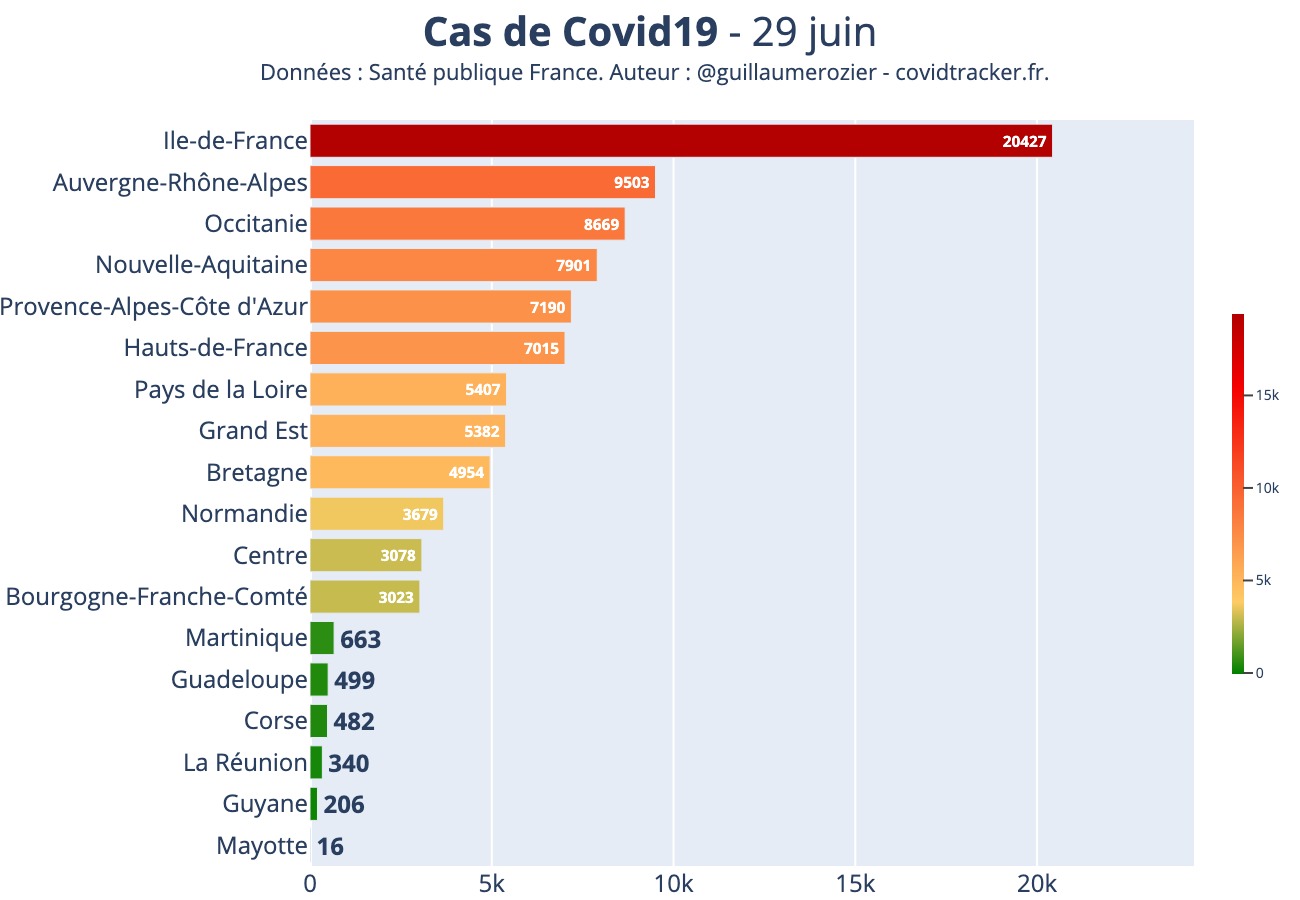 Cas de Covid19 - 29 juin
Données : Santé publique France. Auteur : @guillaumerozier - covidtracker.fr.
Ile-de-France 20427
Auvergne-Rhône-Alpes 9503
Occitanie 8669
Nouvelle-Aquitaine 7901
Provence-Alpes-Côte d'Azur 7190
Hauts-de-France 7015
Pays de la Loire 5407
Grand Est 5382
Bretagne 4954
Normandie 3679
Centre 3078
Bourgogne-Franche-Comté 3023
Martinique 663
Guadeloupe 499
Corse 482
La Réunion 340
Guyane 206
Mayotte 16
0 5k 10k 15k 20k
15k
10k
5k
0